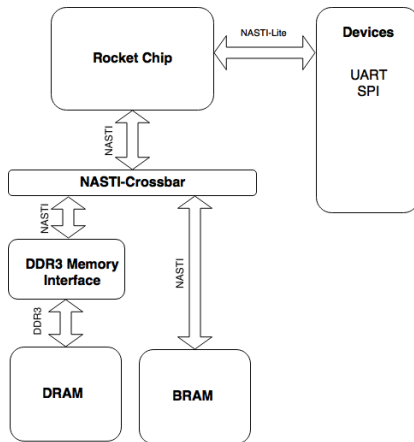 NASTI-Lite
Devices
Rocket Chip
UART
SPI
NASTI
NASTI-Crossbar
NASTI
NASTI
DDR3 Memory
Interface
DDR3
DRAM
BRAM